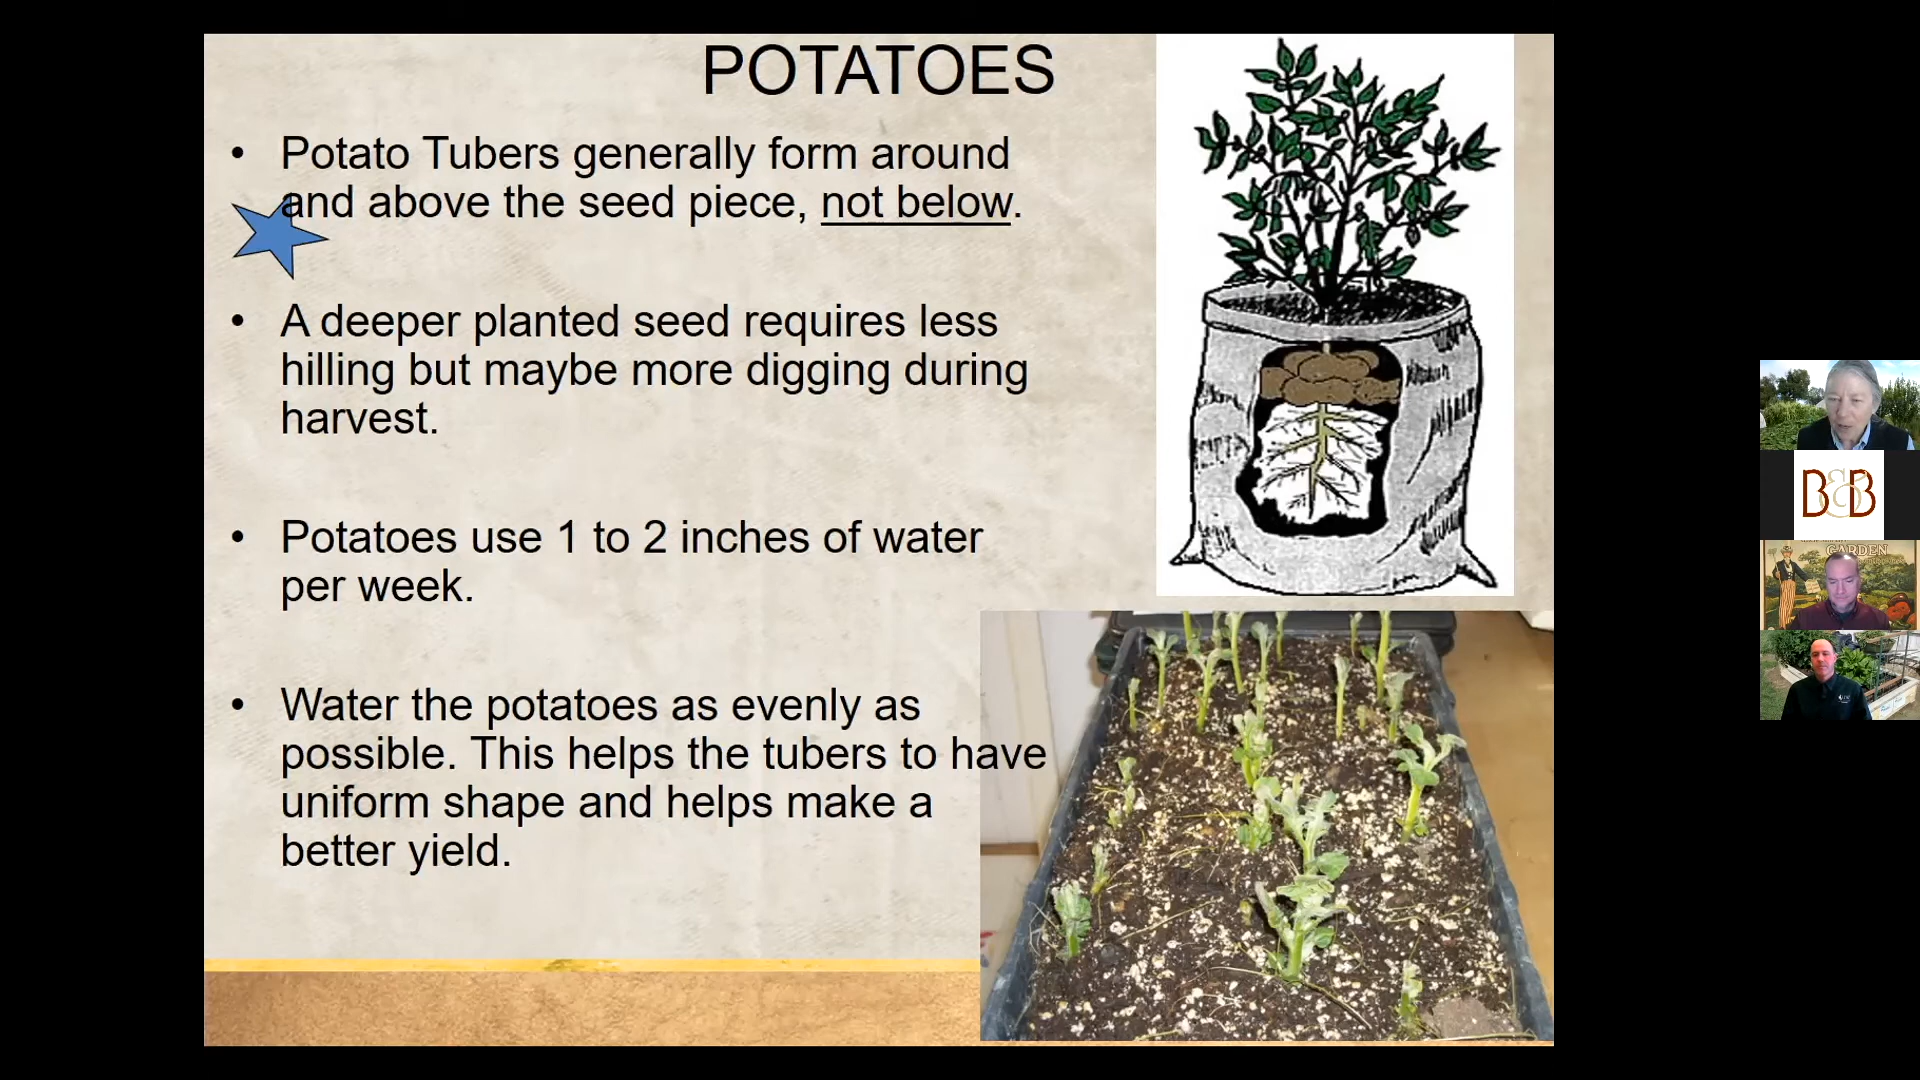 POTATOES
• Potato Tubers generally form around
and above the seed piece, not below.
• A deeper planted seed requires less
hilling but maybe more digging during
harvest.
• Potatoes use 1 to 2 inches of water
per week.
• Water the potatoes as evenly as
possible. This helps the tubers to have
uniform shape and helps make a
better yield.
B&B
GARDEN